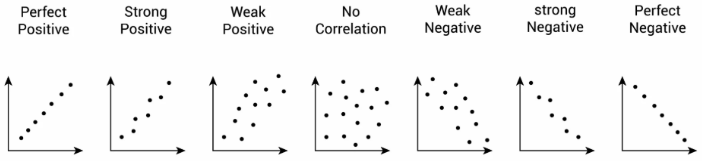 Perfect
Positive
Strong
Positive
Weak
Positive
No
Correlation
Weak
Negative
strong
Negative
Perfect
Negative